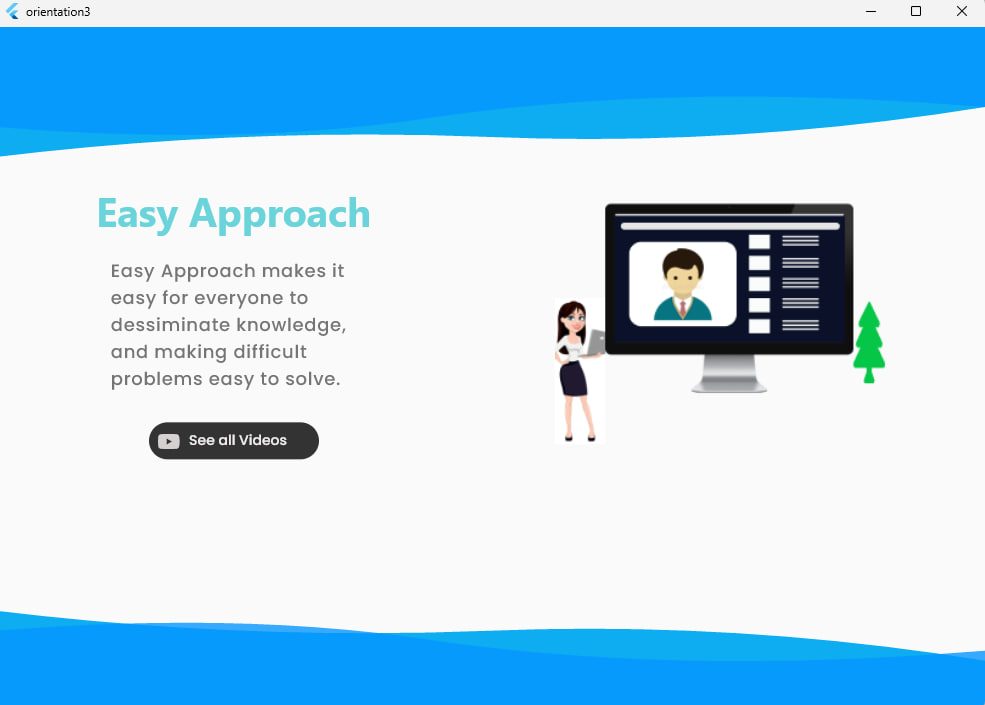 orientation3
Easy Approach
Easy Approach makes it
easy for everyone to
dessiminate knowledge,
and making difficult
problems easy to solve.
See all Videos